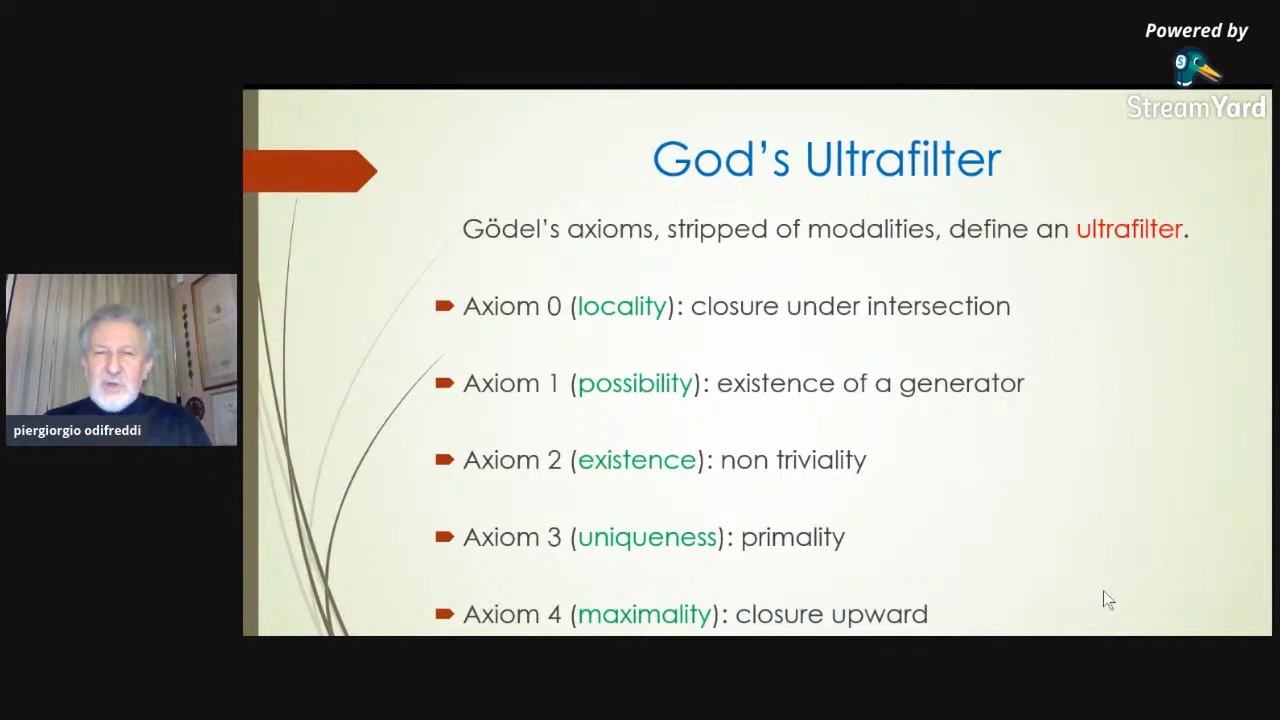 Powered by
StreamYard
God's Ultrafilter
Gödel's axioms, stripped of modalities, define an ultrafilter.
Axiom 0 (locality): closure under intersection
Axiom 1 (possibility): existence of a generator
Axiom 2 (existence): non triviality
Axiom 3 (uniqueness): primality
Axiom 4 (maximality): closure upward
piergiorgio odifreddi